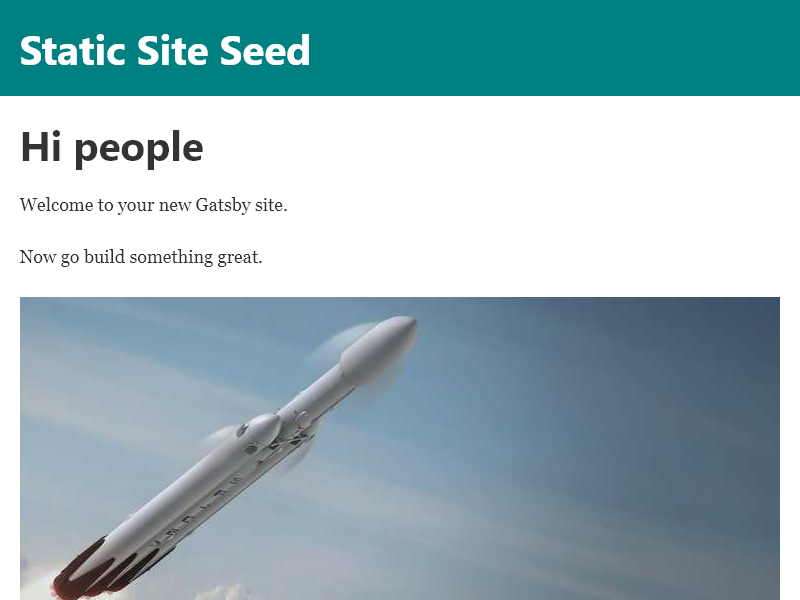 Static Site Seed
Hi people
Welcome to your new Gatsby site.
Now go build something great.